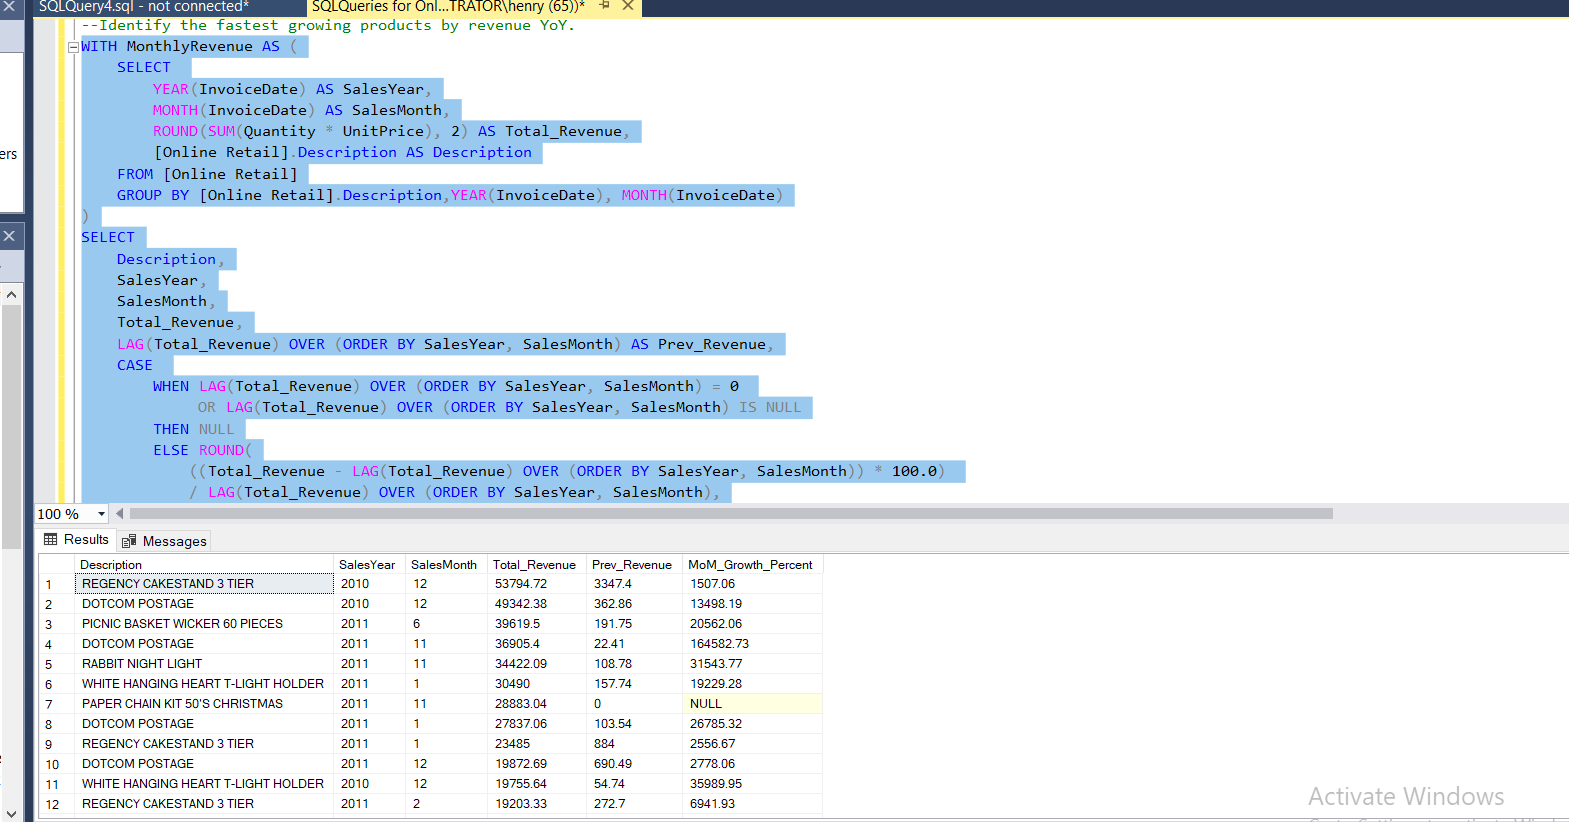 SQLQuery4.sql - not connected*
SQLQueries for Onl...TRATOR\henry (65))*
--Identify the fastest growing products by revenue YoY.
WITH MonthlyRevenue AS (
SELECT
YEAR(InvoiceDate) AS SalesYear,
MONTH(InvoiceDate) AS SalesMonth,
ROUND(SUM(Quantity * UnitPrice), 2) AS Total_Revenue,
[Online Retail].Description AS Description
ers
FROM [Online Retail]
GROUP BY [Online Retail].Description,YEAR(InvoiceDate), MONTH(InvoiceDate)
)
SELECT
Description,
SalesYear,
SalesMonth,
Total_Revenue,
LAG(Total_Revenue) OVER (ORDER BY SalesYear, SalesMonth) AS Prev_Revenue,
CASE
WHEN LAG(Total_Revenue) OVER (ORDER BY SalesYear, SalesMonth) = 0
OR LAG(Total_Revenue) OVER (ORDER BY SalesYear, SalesMonth) IS NULL
THEN NULL
ELSE ROUND(
((Total_Revenue - LAG(Total_Revenue) OVER (ORDER BY SalesYear, SalesMonth)) * 100.0)
/ LAG(Total_Revenue) OVER (ORDER BY SalesYear, SalesMonth),
100 %
Results Messages
Description SalesYear SalesMonth Total_Revenue Prev_Revenue MoM_Growth_Percent
1 REGENCY CAKESTAND 3 TIER 2010 12 53794.72 3347.4 1507.06
2 DOTCOM POSTAGE 2010 12 49342.38 362.86 13498.19
3 PICNIC BASKET WICKER 60 PIECES 2011 6 39619.5 191.75 20562.06
4 DOTCOM POSTAGE 2011 11 36905.4 22.41 164582.73
5 RABBIT NIGHT LIGHT 2011 11 34422.09 108.78 31543.77
6 WHITE HANGING HEART T-LIGHT HOLDER 2011 1 30490 157.74 19229.28
7 PAPER CHAIN KIT 50'S CHRISTMAS 2011 11 28883.04 0 NULL
8 DOTCOM POSTAGE 2011 1 27837.06 103.54 26785.32
9 REGENCY CAKESTAND 3 TIER 2011 1 23485 884 2556.67
10 DOTCOM POSTAGE 2011 12 19872.69 690.49 2778.06
11 WHITE HANGING HEART T-LIGHT HOLDER 2010 12 19755.64 54.74 35989.95
12 REGENCY CAKESTAND 3 TIER 2011 2 19203.33 272.7 6941.93
Activate Windows